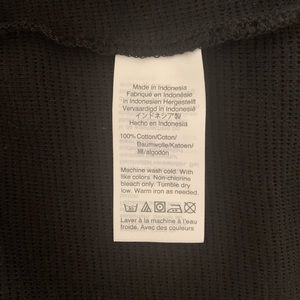 Made in Indonesia
Fabriqué en Indonésie
in Indonesien Hergestellt
Vervaardigd in Indonesië
インドネシア製
Hecho en Indonesia
100% Cotton/Coton/
Baumwolle/Katoen/
綿/algodón
Machine wash cold. With
like colors. Non-chlorine
bleach only. Tumble dry
low. Warm iron as needed.
Laver à la machine à l'eau
froide. Avec des couleurs